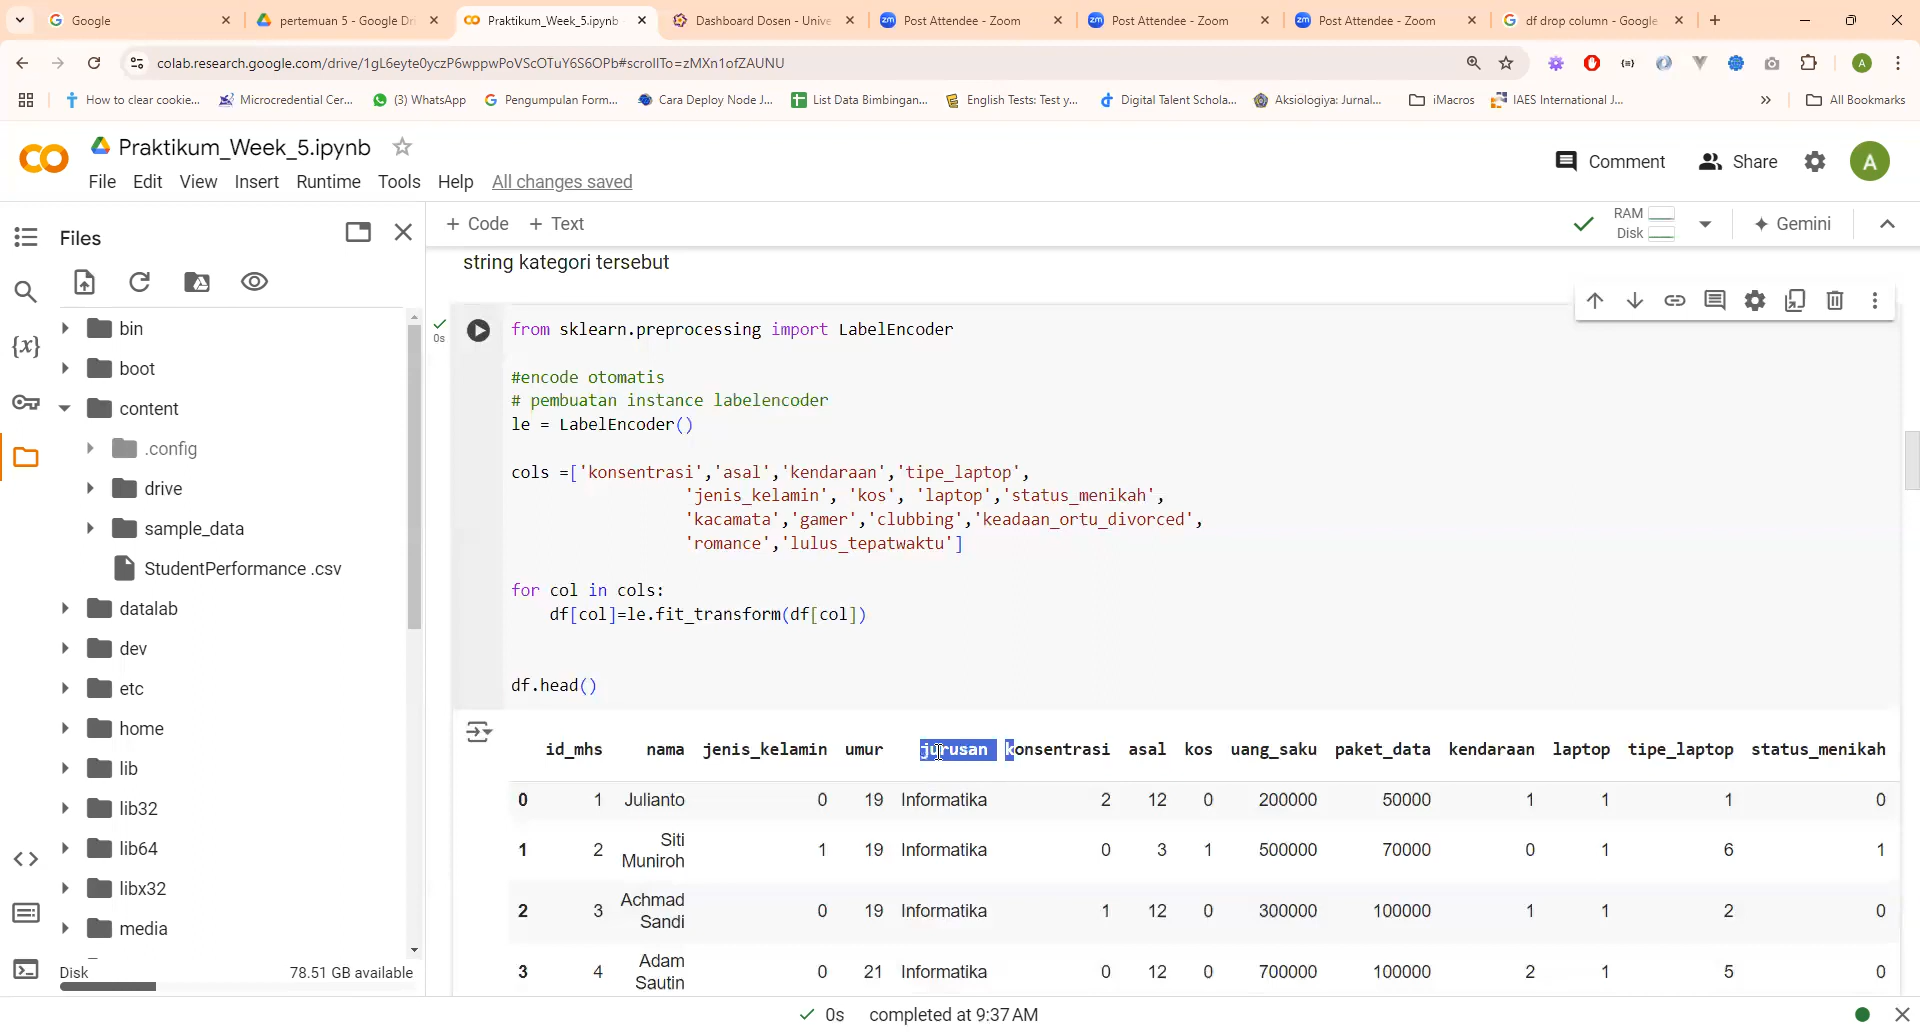 Google
pertemuan 5 - Google Dri
Praktikum_Week_5.ipynb
Dashboard Dosen - Unive
Post Attendee - Zoom
Post Attendee - Zoom
Post Attendee - Zoom
df drop column - Google
colab.research.google.com/drive/1gL6eyte0yczP6wppwPoVScOTuY6S6OPb#scrollTo=zMXn1ofZAUNU
How to clear cookie...
Microcredential Cer...
(3) WhatsApp
Pengumpulan Form...
Cara Deploy Node J...
List Data Bimbingan...
English Tests: Test y...
Digital Talent Schola...
Aksiologiya: Jurnal...
iMacros
IAES International J...
All Bookmarks
Praktikum_Week_5.ipynb
Comment
Share
A
File Edit View Insert Runtime Tools Help All changes saved
Files
+ Code + Text
RAM
Disk
Gemini
string kategori tersebut
bin
boot
content
.config
drive
sample_data
StudentPerformance .csv
datalab
dev
etc
home
lib
lib32
lib64
libx32
media
Disk 78.51 GB available
0s
from sklearn.preprocessing import LabelEncoder
#encode otomatis
# pembuatan instance labelencoder
le = LabelEncoder()
cols =['konsentrasi','asal','kendaraan','tipe_laptop',
'jenis_kelamin', 'kos', 'laptop','status_menikah',
'kacamata','gamer','clubbing','keadaan_ortu_divorced',
'romance','lulus_tepatwaktu']
for col in cols:
df[col]=le.fit_transform(df[col])
df.head()
id_mhs nama jenis_kelamin umur jurusan konsentrasi asal kos uang_saku paket_data kendaraan laptop tipe_laptop status_menikah
0 1 Julianto 0 19 Informatika 2 12 0 200000 50000 1 1 1 0
1 2 Siti Muniroh 1 19 Informatika 0 3 1 500000 70000 0 1 6 1
2 3 Achmad Sandi 0 19 Informatika 1 12 0 300000 100000 1 1 2 0
3 4 Adam Sautin 0 21 Informatika 0 12 0 700000 100000 2 1 5 0
0s completed at 9:37 AM